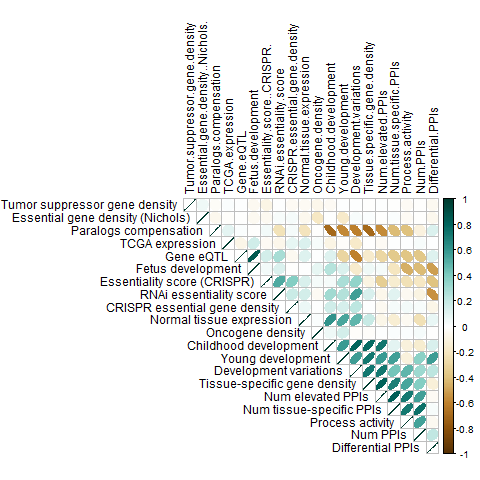 Tumor.suppressor.gene.density
Essential.gene.density..Nichols.
Paralogs.compensation
TCGA.expression
Gene.eQTL
Fetus.development
Essentiality.score..CRISPR.
RNAi.essentiality.score
CRISPR.essential.gene.density
Normal.tissue.expression
Oncogene.density
Childhood.development
Young.development
Development.variations
Tissue.specific.gene.density
Num.elevated.PPIs
Num.tissue.specific.PPIs
Process.activity
Num.PPIs
Differential.PPIs
Tumor suppressor gene density
Essential gene density (Nichols)
Paralogs compensation
TCGA expression
Gene eQTL
Fetus development
Essentiality score (CRISPR)
RNAi essentiality score
CRISPR essential gene density
Normal tissue expression
Oncogene density
Childhood development
Young development
Development variations
Tissue-specific gene density
Num elevated PPIs
Num tissue-specific PPIs
Process activity
Num PPIs
Differential PPIs
1
0.8
0.6
0.4
0.2
0
-0.2
-0.4
-0.6
-0.8
-1